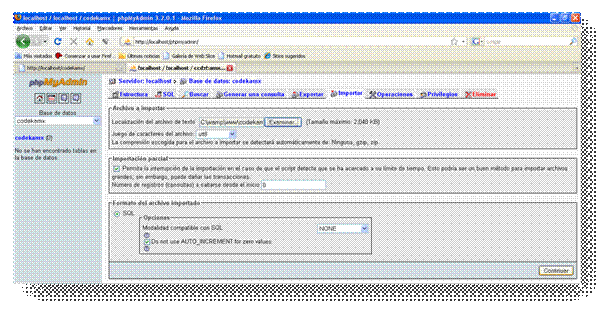 localhost / localhost / codekamx | phpMyAdmin 3.2.0.1 - Mozilla Firefox
Archivo Editar Ver Historial Marcadores Herramientas Ayuda
http://localhost/phpmyadmin/
Más visitados Comenzar a usar Firef... Últimas noticias Galería de Web Slice Hotmail gratuito Sitios sugeridos
http://localhost/codekamx/ localhost / localhost / codekamx...
phpMyAdmin
Base de datos
codekamx
codekamx (0)
No se han encontrado tablas en
la base de datos.
Servidor: localhost Base de datos: codekamx
Estructura SQL Buscar Generar una consulta Exportar Importar Operaciones Privilegios Eliminar
Archivo a importar
Localización del archivo de texto C:\wamp\www\codekam Examinar... (Tamaño máximo: 2,048 KB)
Juego de caracteres del archivo: utf8
La compresión escogida para el archivo a importar se detectará automáticamente de: Ninguna, gzip, zip
Importación parcial
Permita la interrupción de la importación en el caso de que el script detecte que se ha acercado a su límite de tiempo. Esto podría ser un buen método para importar archivos
grandes; sin embargo, puede dañar las transacciones.
Número de registros (consultas) a saltarse desde el inicio 0
Formato del archivo importado
SQL
Opciones
Modalidad compatible con SQL NONE
Do not use AUTO_INCREMENT for zero values
Continuar